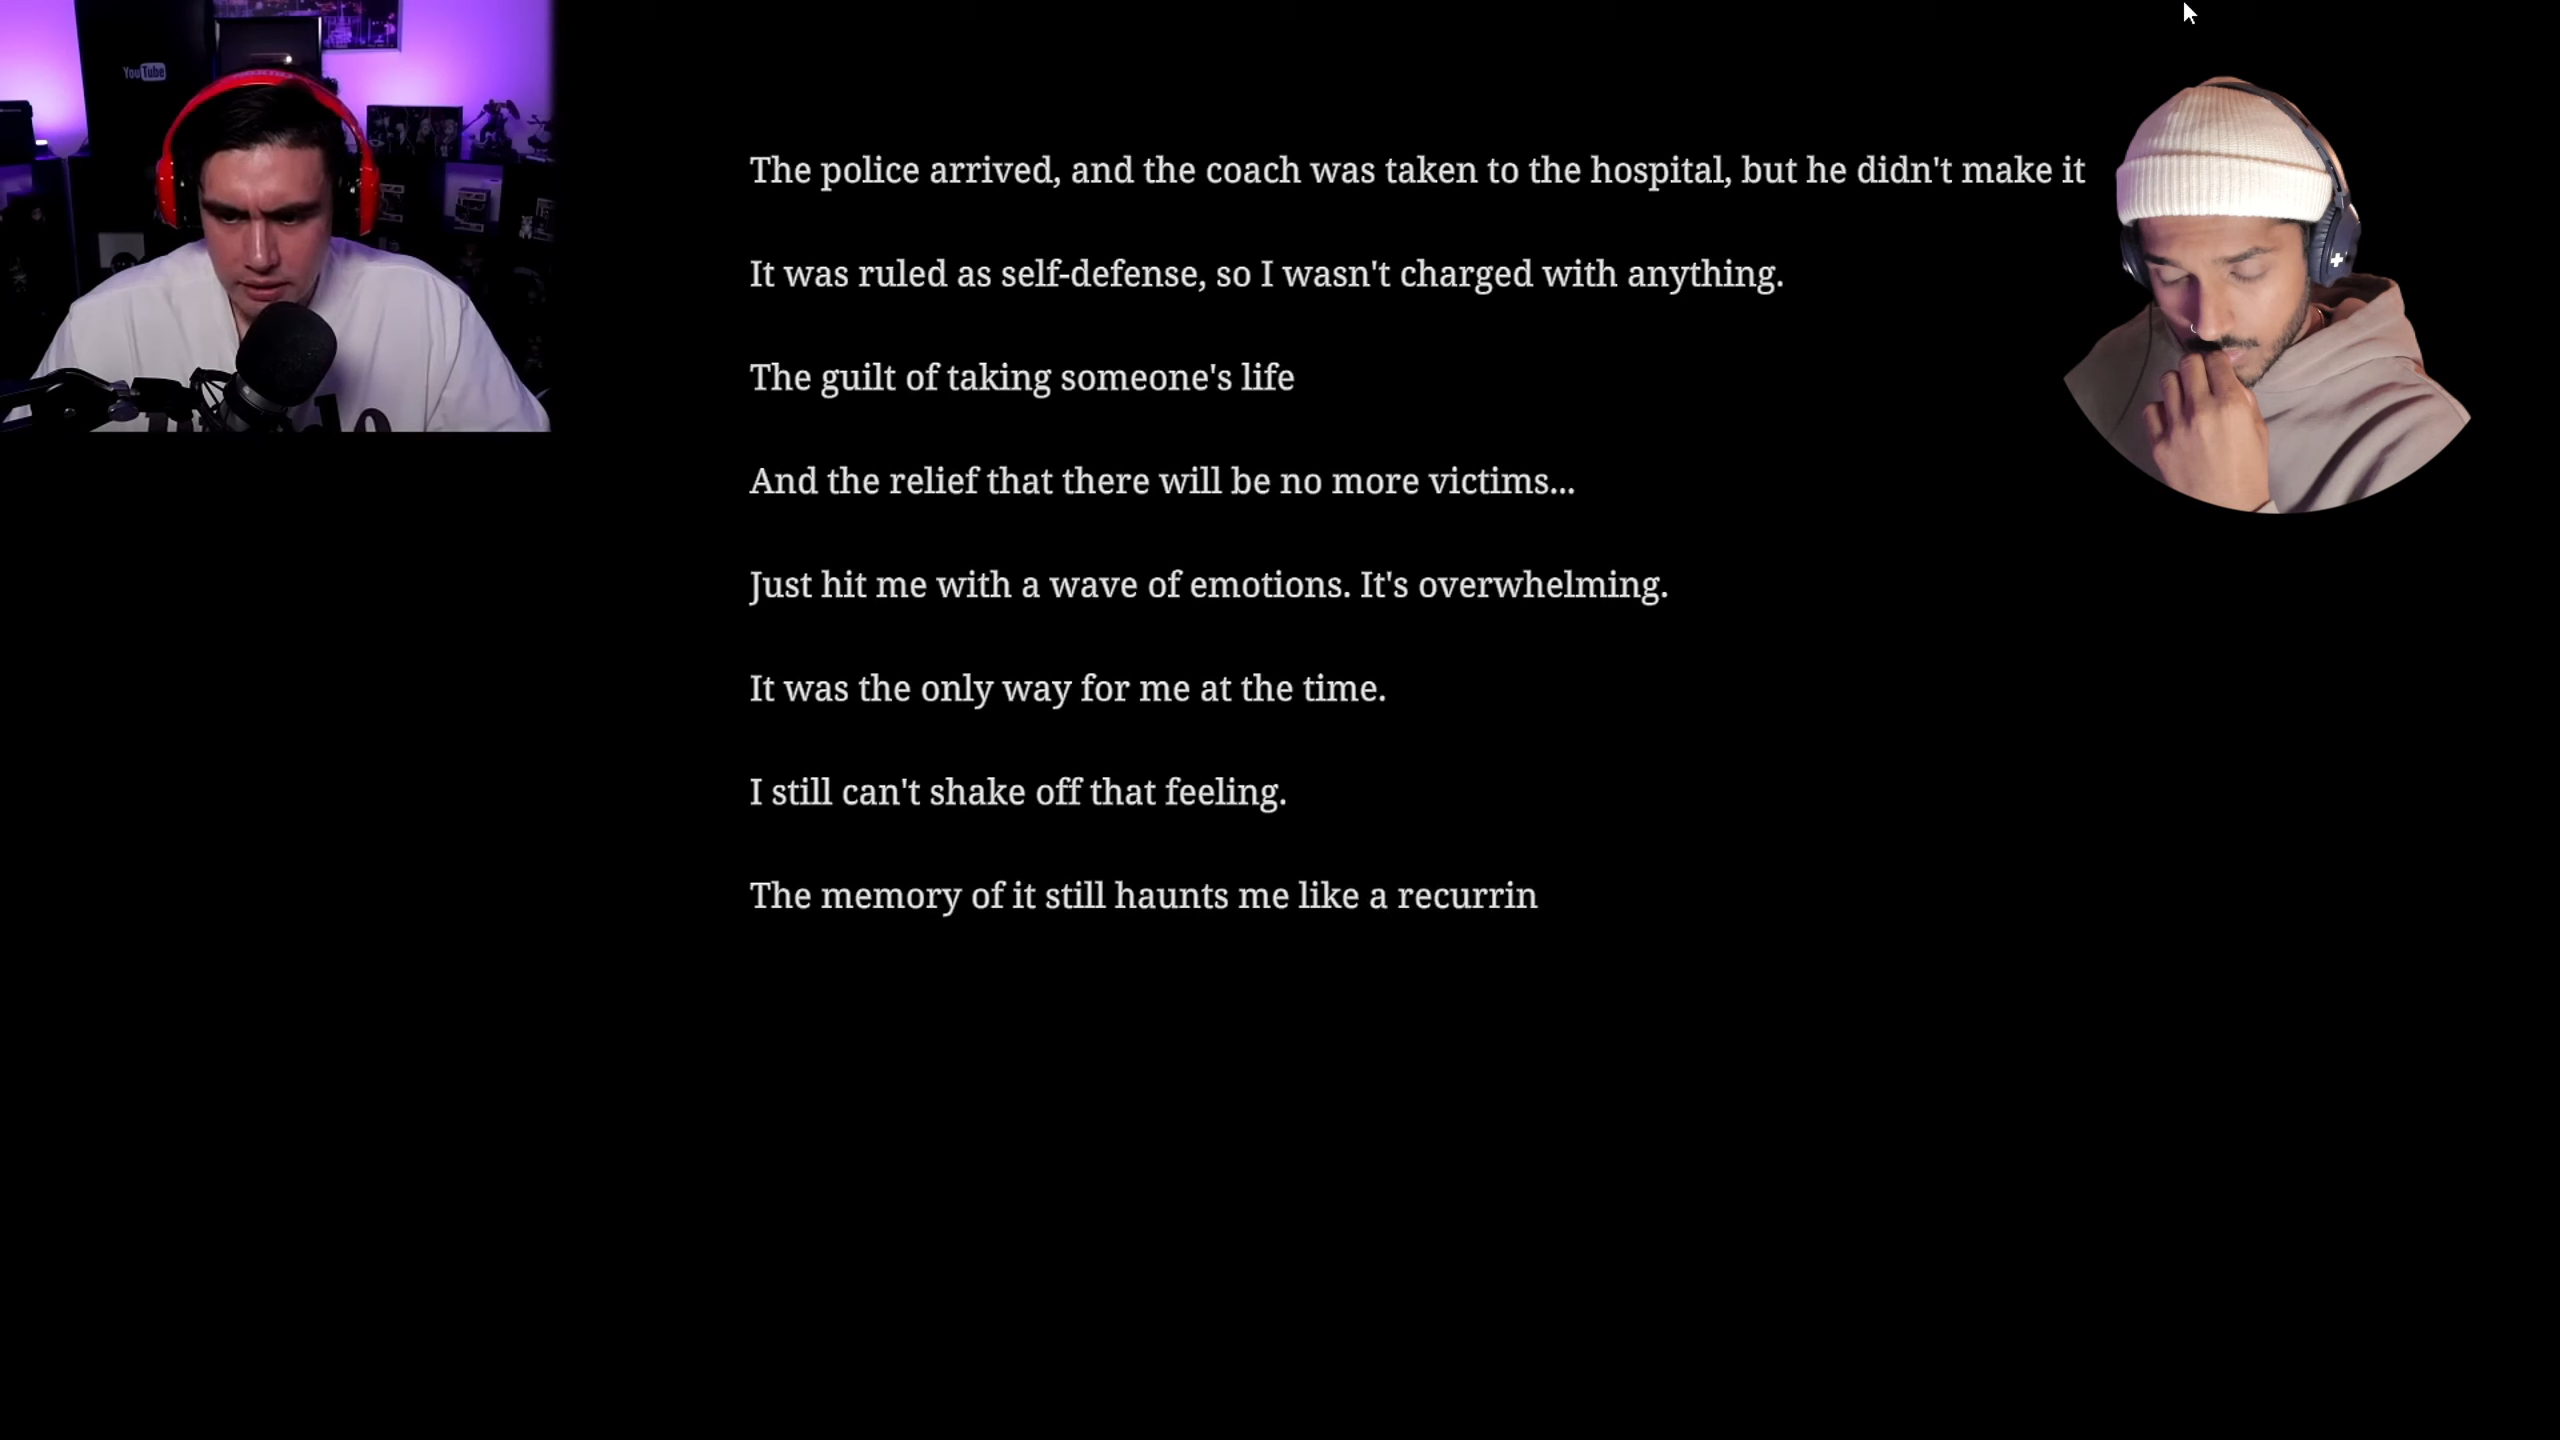 YouTube
The police arrived, and the coach was taken to the hospital, but he didn't make it
It was ruled as self-defense, so I wasn't charged with anything.
The guilt of taking someone's life
And the relief that there will be no more victims...
Just hit me with a wave of emotions. It's overwhelming.
It was the only way for me at the time.
I still can't shake off that feeling.
The memory of it still haunts me like a recurrin